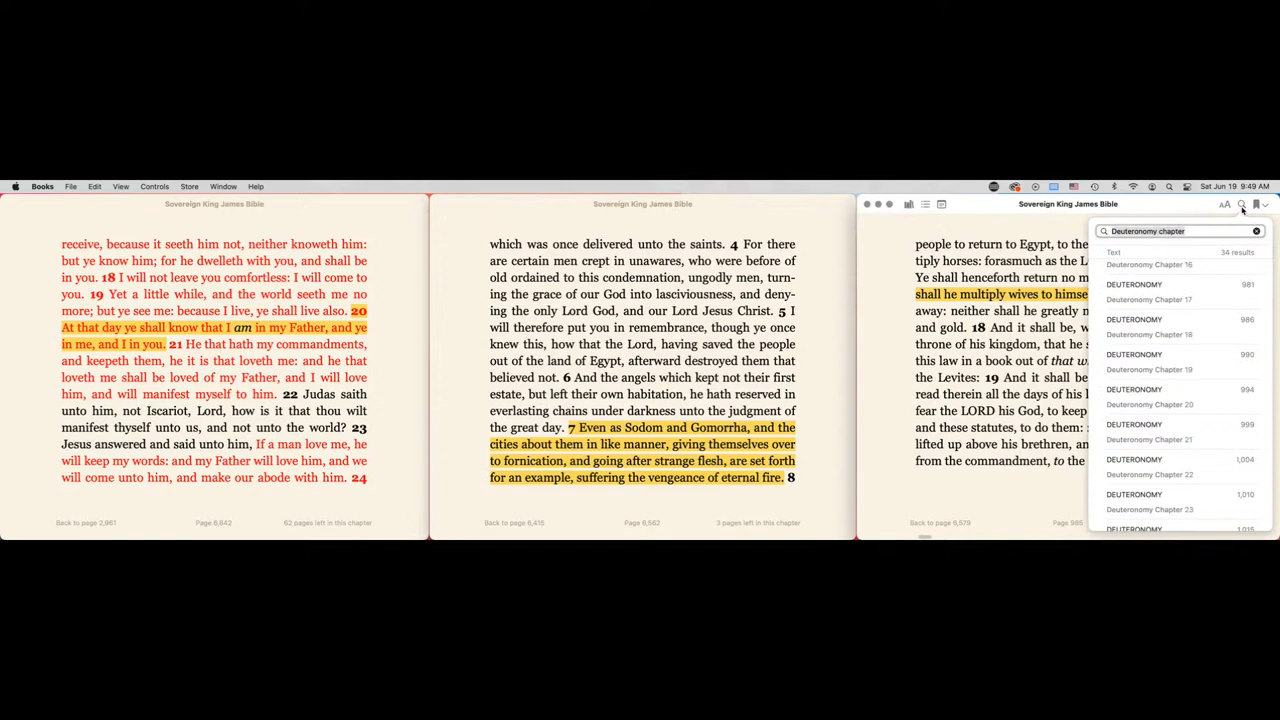 Books File Edit View Controls Store Window Help Sat Jun 19 9:49 AM
Sovereign King James Bible
receive, because it seeth him not, neither knoweth him:
but ye know him; for he dwelleth with you, and shall be
in you. 18 I will not leave you comfortless: I will come to
you. 19 Yet a little while, and the world seeth me no
more; but ye see me: because I live, ye shall live also. 20
At that day ye shall know that I am in my Father, and ye
in me, and I in you. 21 He that hath my commandments,
and keepeth them, he it is that loveth me: and he that
loveth me shall be loved of my Father, and I will love
him, and will manifest myself to him. 22 Judas saith
unto him, not Iscariot, Lord, how is it that thou wilt
manifest thyself unto us, and not unto the world? 23
Jesus answered and said unto him, If a man love me, he
will keep my words: and my Father will love him, and we
will come unto him, and make our abode with him. 24
Back to page 2,961 Page 6,842 62 pages left in this chapter
Sovereign King James Bible
which was once delivered unto the saints. 4 For there
are certain men crept in unawares, who were before of
old ordained to this condemnation, ungodly men, turn-
ing the grace of our God into lasciviousness, and deny-
ing the only Lord God, and our Lord Jesus Christ. 5 I
will therefore put you in remembrance, though ye once
knew this, how that the Lord, having saved the people
out of the land of Egypt, afterward destroyed them that
believed not. 6 And the angels which kept not their first
estate, but left their own habitation, he hath reserved in
everlasting chains under darkness unto the judgment of
the great day. 7 Even as Sodom and Gomorrha, and the
cities about them in like manner, giving themselves over
to fornication, and going after strange flesh, are set forth
for an example, suffering the vengeance of eternal fire. 8
Back to page 6,415 Page 6,562 3 pages left in this chapter
Sovereign King James Bible
AA
people to return to Egypt, to the
tiply horses: forasmuch as the L
Ye shall henceforth return no m
shall he multiply wives to himse
away: neither shall he greatly m
and gold. 18 And it shall be, w
throne of his kingdom, that he s
this law in a book out of that w
the Levites: 19 And it shall be
read therein all the days of his l
fear the LORD his God, to keep
and these statutes, to do them:
lifted up above his brethren, an
from the commandment, to the
Back to page 6,579 Page 985
Deuteronomy chapter
Text 34 results
Deuteronomy Chapter 16
DEUTERONOMY 981
Deuteronomy Chapter 17
DEUTERONOMY 986
Deuteronomy Chapter 18
DEUTERONOMY 990
Deuteronomy Chapter 19
DEUTERONOMY 994
Deuteronomy Chapter 20
DEUTERONOMY 999
Deuteronomy Chapter 21
DEUTERONOMY 1,004
Deuteronomy Chapter 22
DEUTERONOMY 1,010
Deuteronomy Chapter 23
DEUTERONOMY 1,015